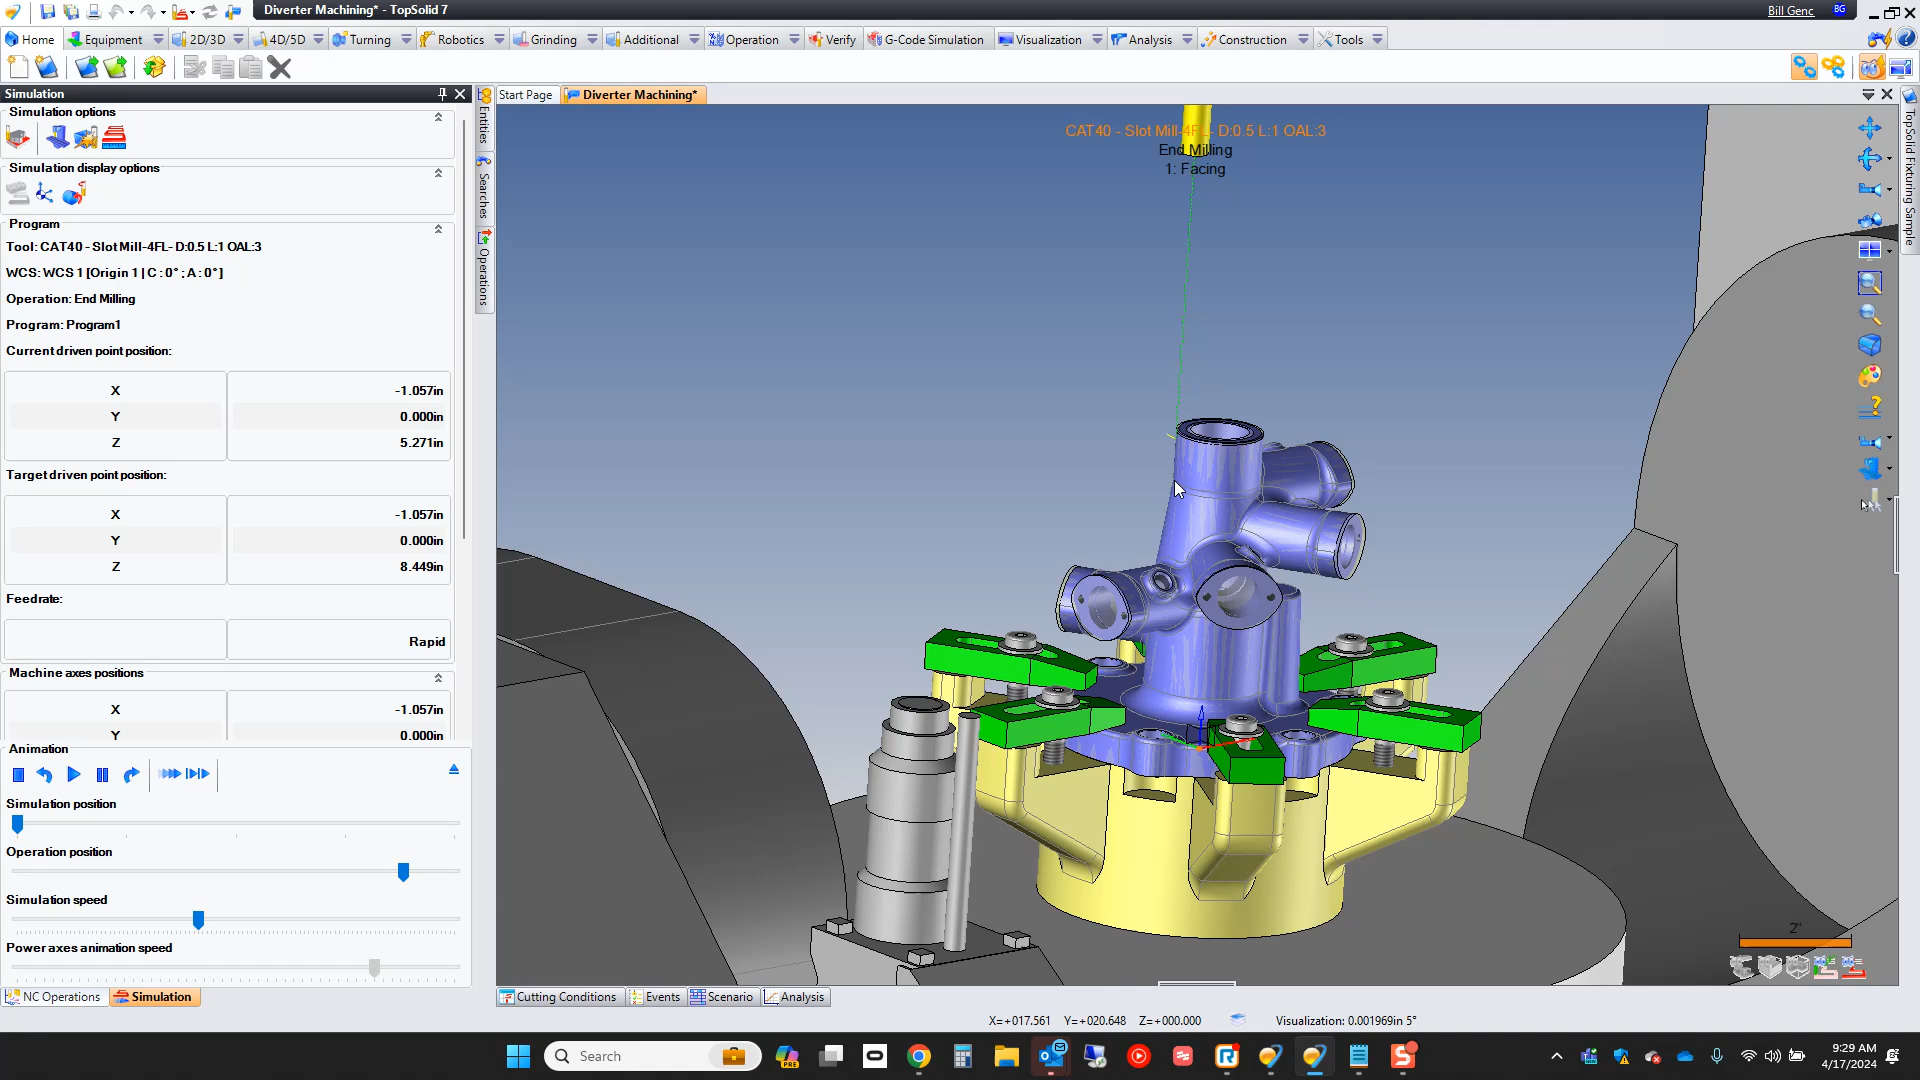 Diverter Machining* - TopSolid 7
Bill Genc
BG
Home
Equipment
2D/3D
4D/5D
Turning
Robotics
Grinding
Additional
Operation
Verify
G-Code Simulation
Visualization
Analysis
Construction
Tools
Simulation
Simulation options
Simulation display options
Program
Tool: CAT40 - Slot Mill-4FL- D:0.5 L:1 OAL:3
WCS: WCS 1 [Origin 1 | C : 0° ; A : 0°]
Operation: End Milling
Program: Program1
Current driven point position:
X -1.057in
Y 0.000in
Z 5.271in
Target driven point position:
X -1.057in
Y 0.000in
Z 8.449in
Feedrate:
Rapid
Machine axes positions
X -1.057in
Y 0.000in
Animation
Simulation position
Operation position
Simulation speed
Power axes animation speed
NC Operations
Simulation
Entities
Searches
Operations
Start Page
Diverter Machining*
CAT40 - Slot Mill-4FL- D:0.5 L:1 OAL:3
End Milling
1: Facing
2"
TopSolid Fixturing Sample
Cutting Conditions
Events
Scenario
Analysis
X=+017.561 Y=+020.648 Z=+000.000
Visualization: 0.001969in 5°
Search
PRE
9:29 AM
4/17/2024